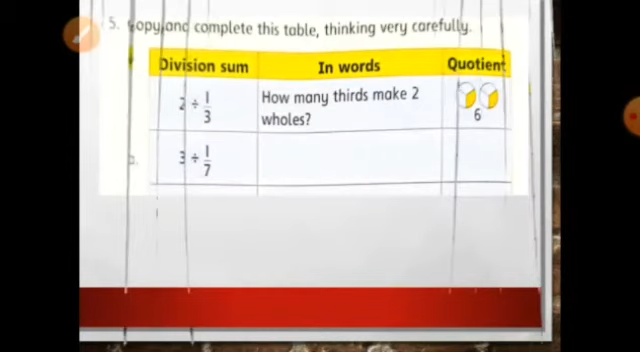 5. Copy and complete this table, thinking very carefully.
Division sum In words Quotient
2 ÷ 1/3 How many thirds make 2 wholes? 6
b. 3 ÷ 1/7